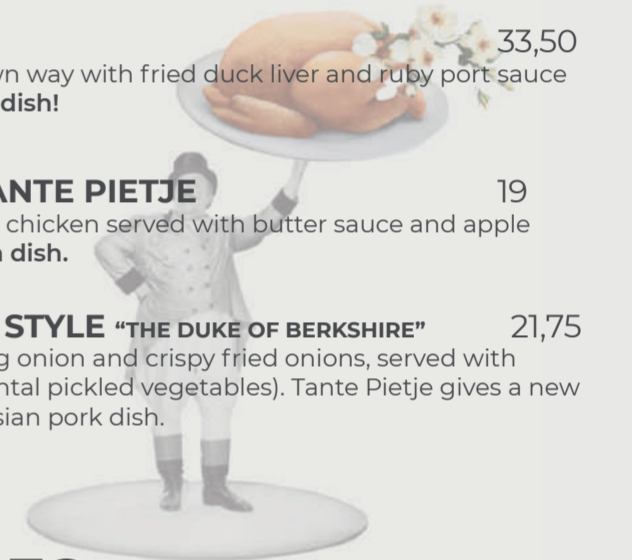 33,50
wn way with fried duck liver and ruby port sauce
dish!
ANTE PIETJE 19
chicken served with butter sauce and apple
dish.
STYLE “THE DUKE OF BERKSHIRE” 21,75
g onion and crispy fried onions, served with
ntal pickled vegetables). Tante Pietje gives a new
sian pork dish.